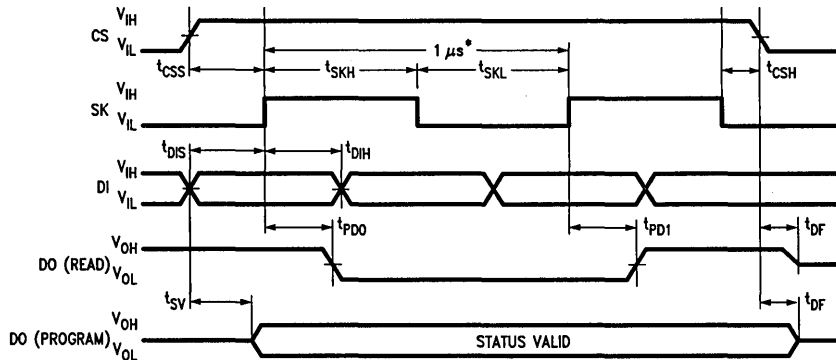 V_IH
CS
V_IL
1 μs*
t_CSS
t_SKH
t_SKL
t_CSH
V_IH
SK
V_IL
t_DIS
t_DIH
V_IH
DI
V_IL
t_PD0
t_PD1
t_DF
V_OH
DO (READ)
V_OL
t_SV
t_DF
V_OH
DO (PROGRAM)
STATUS VALID
V_OL